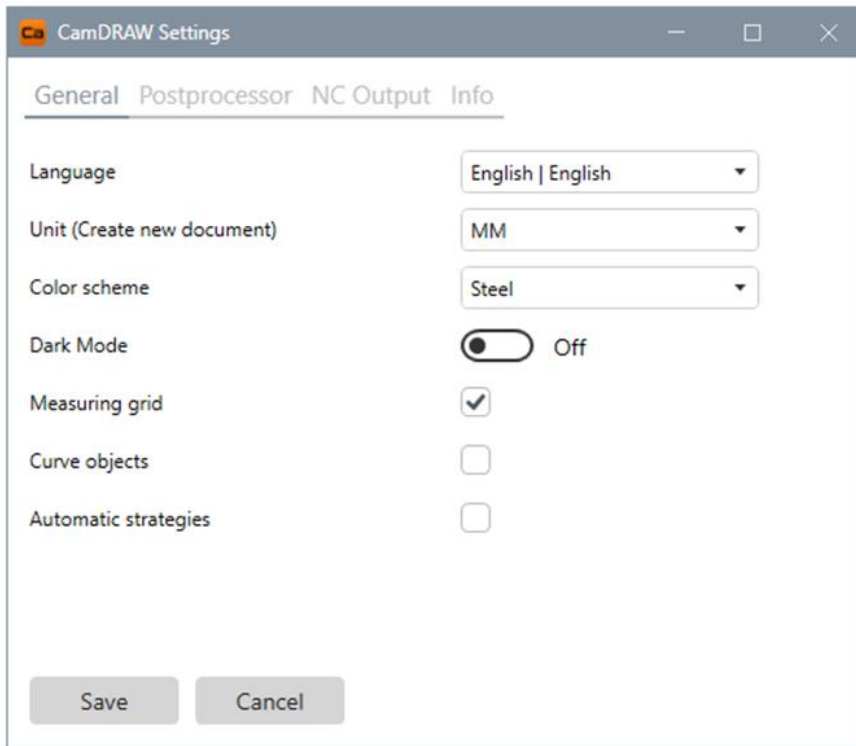 Ca CamDRAW Settings
General Postprocessor NC Output Info
Language English | English
Unit (Create new document) MM
Color scheme Steel
Dark Mode Off
Measuring grid
Curve objects
Automatic strategies
Save Cancel